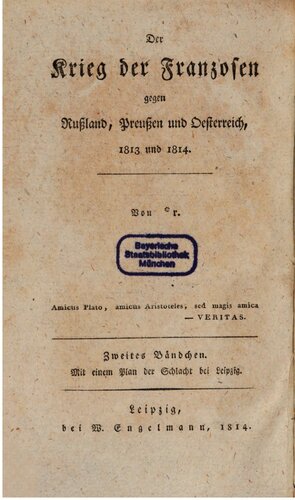 Der
Krieg der Franzosen
gegen
Rußland, Preußen und Oesterreich,
1813 und 1814.
Von *r.
Bayerische
Staatsbibliothek
München
Amicus Plato, amicus Aristoteles, sed magis amica
— VERITAS.
Zweites Bändchen.
Mit einem Plan der Schlacht bei Leipzig.
Leipzig,
bei W. Engelmann, 1814.